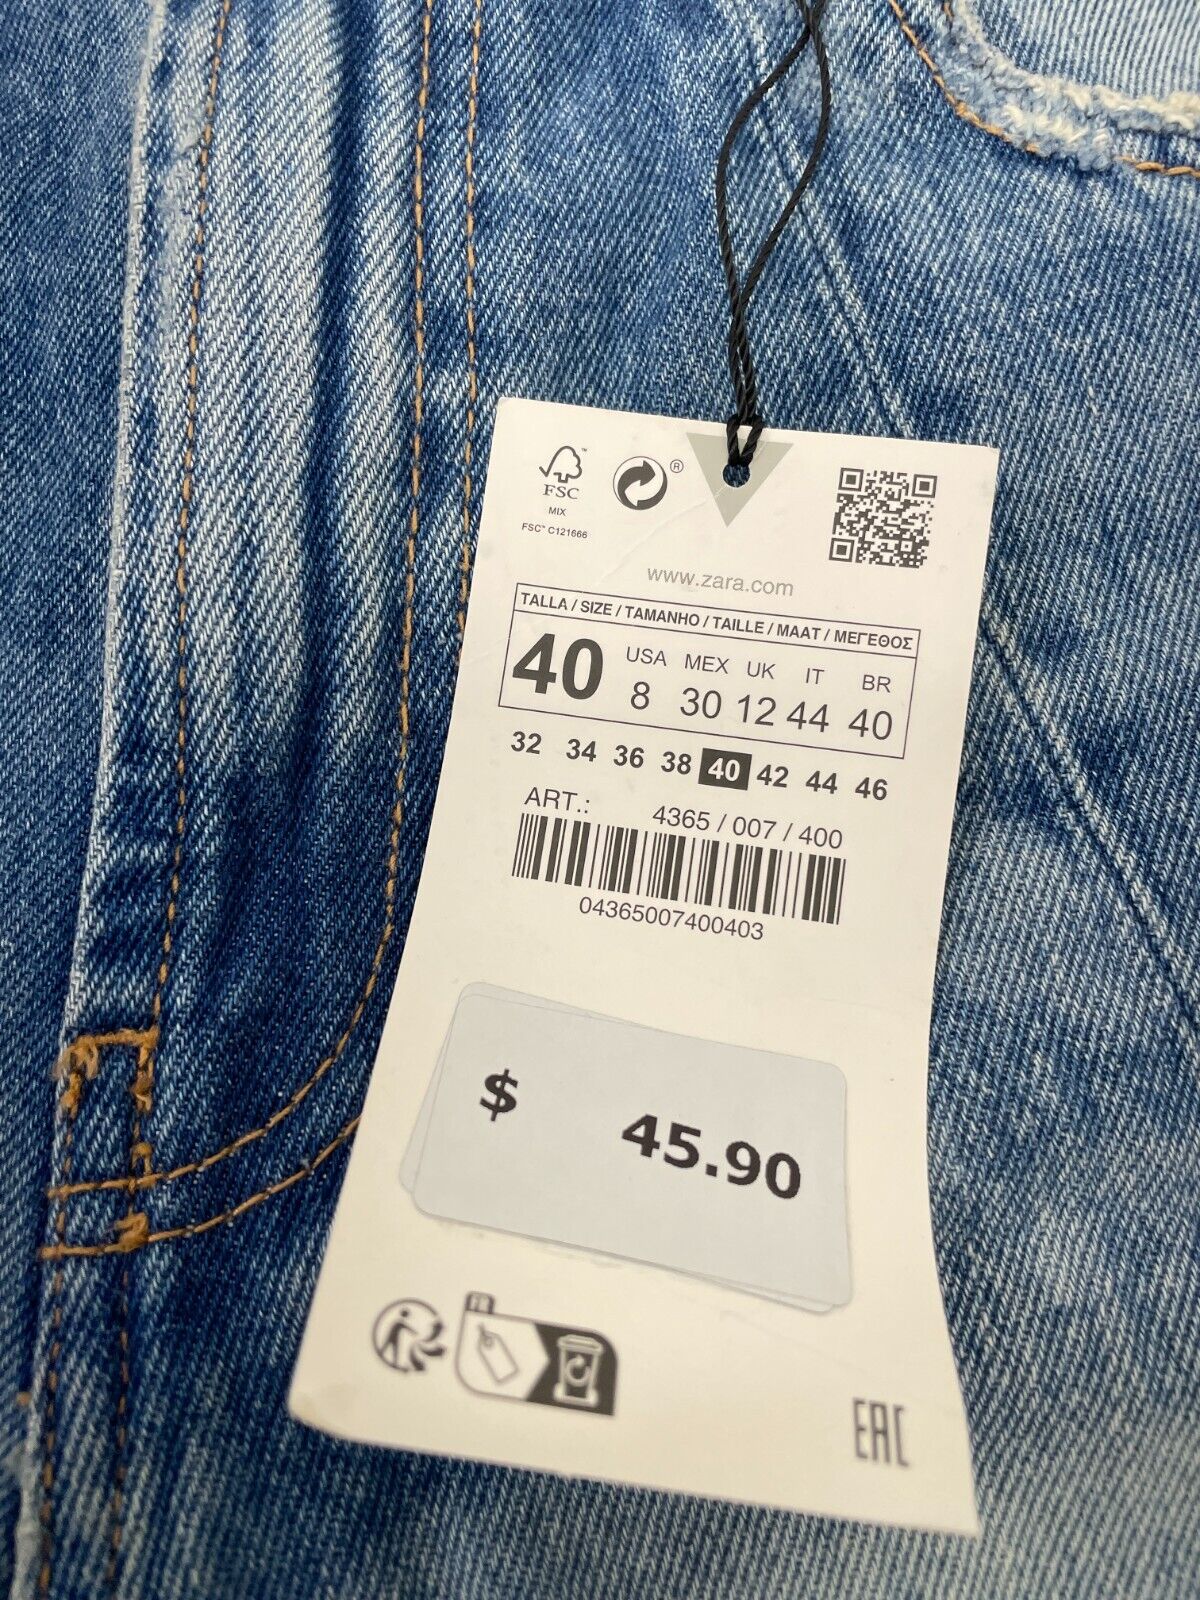 FSC™
MIX
FSC™ C121666
®
www.zara.com
TALLA / SIZE / TAMANHO / TAILLE / MAAT / ΜΕΓΕΘΟΣ
40 USA MEX UK IT BR
8 30 12 44 40
32 34 36 38 40 42 44 46
ART.: 4365 / 007 / 400
04365007400403
$ 45.90
FR
EAC